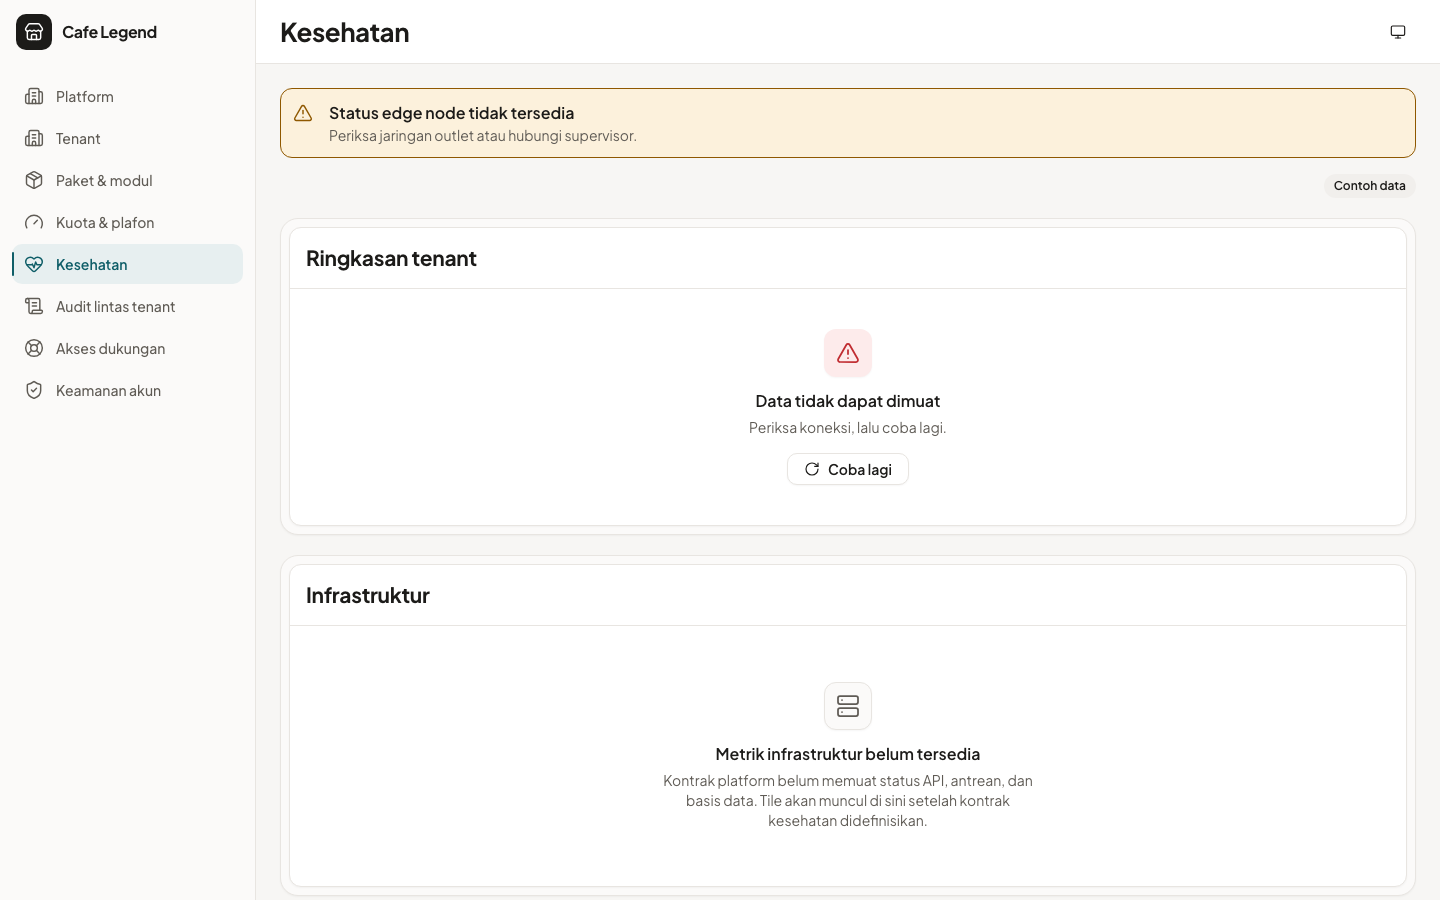 Cafe Legend
Kesehatan
Platform
Tenant
Paket & modul
Kuota & plafon
Kesehatan
Audit lintas tenant
Akses dukungan
Keamanan akun
Status edge node tidak tersedia
Periksa jaringan outlet atau hubungi supervisor.
Contoh data
Ringkasan tenant
Data tidak dapat dimuat
Periksa koneksi, lalu coba lagi.
Coba lagi
Infrastruktur
Metrik infrastruktur belum tersedia
Kontrak platform belum memuat status API, antrean, dan
basis data. Tile akan muncul di sini setelah kontrak
kesehatan didefinisikan.